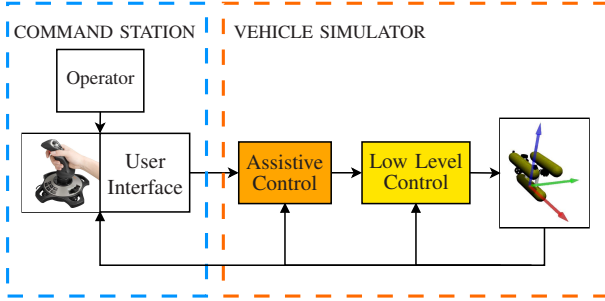 COMMAND STATION
VEHICLE SIMULATOR
Operator
User
Interface
Assistive
Control
Low Level
Control